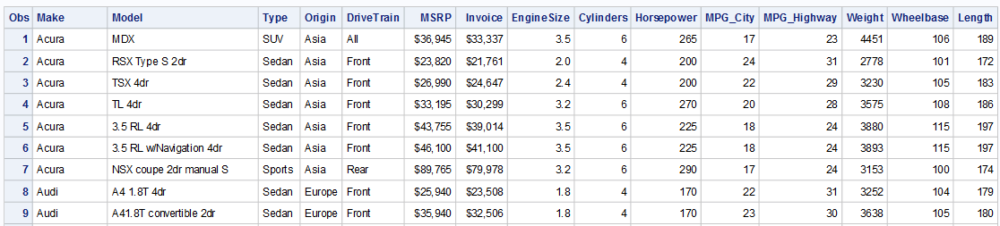 Obs Make Model Type Origin DriveTrain MSRP Invoice EngineSize Cylinders Horsepower MPG_City MPG_Highway Weight Wheelbase Length
1 Acura MDX SUV Asia All $36,945 $33,337 3.5 6 265 17 23 4451 106 189
2 Acura RSX Type S 2dr Sedan Asia Front $23,820 $21,761 2.0 4 200 24 31 2778 101 172
3 Acura TSX 4dr Sedan Asia Front $26,990 $24,647 2.4 4 200 22 29 3230 105 183
4 Acura TL 4dr Sedan Asia Front $33,195 $30,299 3.2 6 270 20 28 3575 108 186
5 Acura 3.5 RL 4dr Sedan Asia Front $43,755 $39,014 3.5 6 225 18 24 3880 115 197
6 Acura 3.5 RL w/Navigation 4dr Sedan Asia Front $46,100 $41,100 3.5 6 225 18 24 3893 115 197
7 Acura NSX coupe 2dr manual S Sports Asia Rear $89,765 $79,978 3.2 6 290 17 24 3153 100 174
8 Audi A4 1.8T 4dr Sedan Europe Front $25,940 $23,508 1.8 4 170 22 31 3252 104 179
9 Audi A41.8T convertible 2dr Sedan Europe Front $35,940 $32,506 1.8 4 170 23 30 3638 105 180